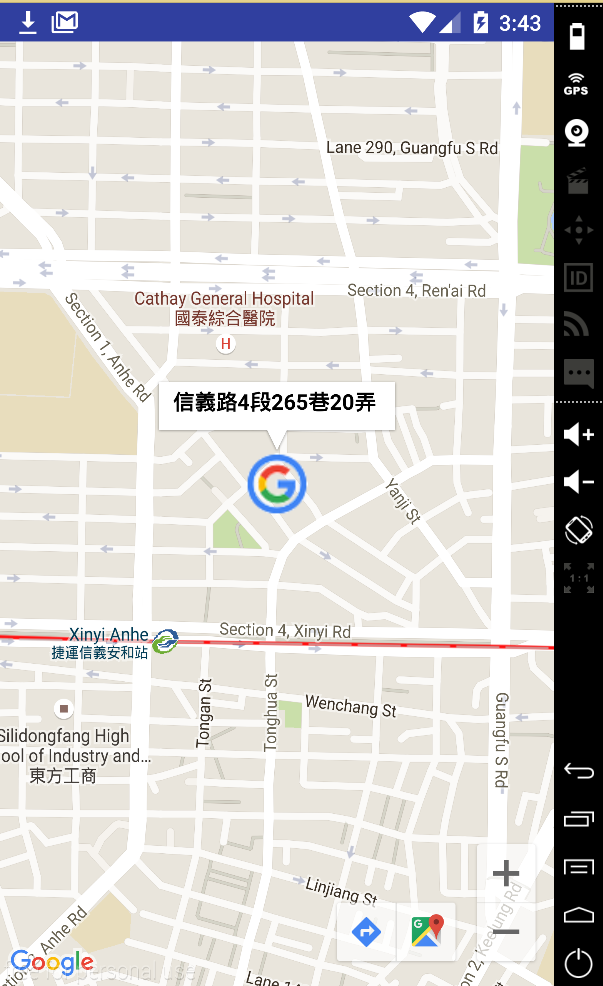 3:43
GPS
Lane 290, Guangfu S Rd
Section 4, Ren'ai Rd
Cathay General Hospital
國泰綜合醫院
H
Section 1, Anhe Rd
ID
信義路4段265巷20弄
G
Yanji St
1:1
Section 4, Xinyi Rd
Xinyi Anhe
捷運信義安和站
Tongan St
Tonghua St
Wenchang St
Guangfu S Rd
Silidongfang High
ool of Industry and...
東方工商
Linjiang St
Keelung Rd
tion 2, Anhe Rd
Google
free for personal use
Lane 1